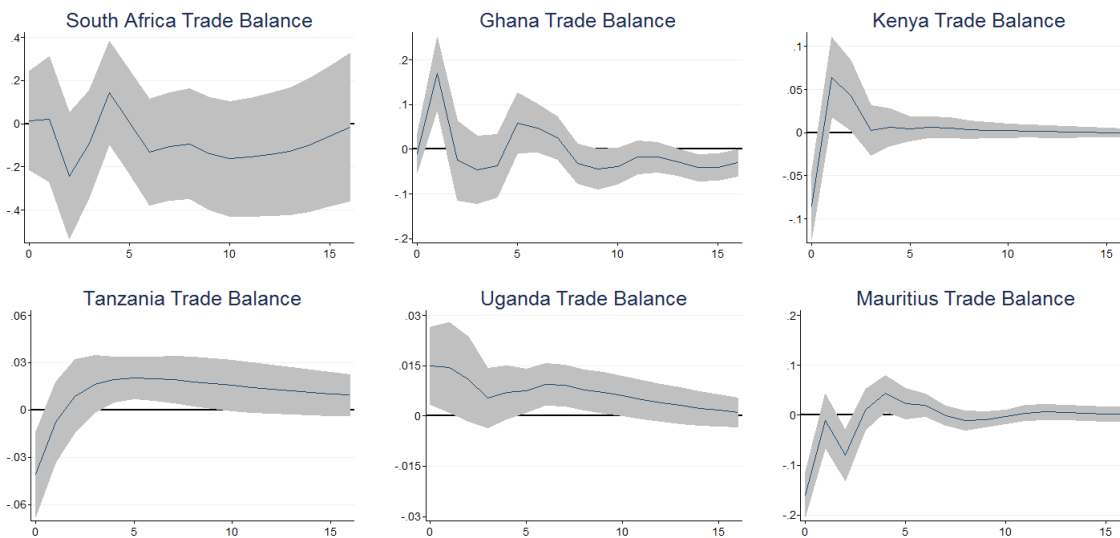 South Africa Trade Balance
.4
.2
0
-.2
-.4
0 5 10 15
Ghana Trade Balance
.2
.1
0
-.1
-.2
0 5 10 15
Kenya Trade Balance
.1
.05
0
-.05
-.1
0 5 10 15
Tanzania Trade Balance
.06
.03
0
-.03
-.06
0 5 10 15
Uganda Trade Balance
.03
.015
0
-.015
-.03
0 5 10 15
Mauritius Trade Balance
.2
.1
0
-.1
-.2
0 5 10 15